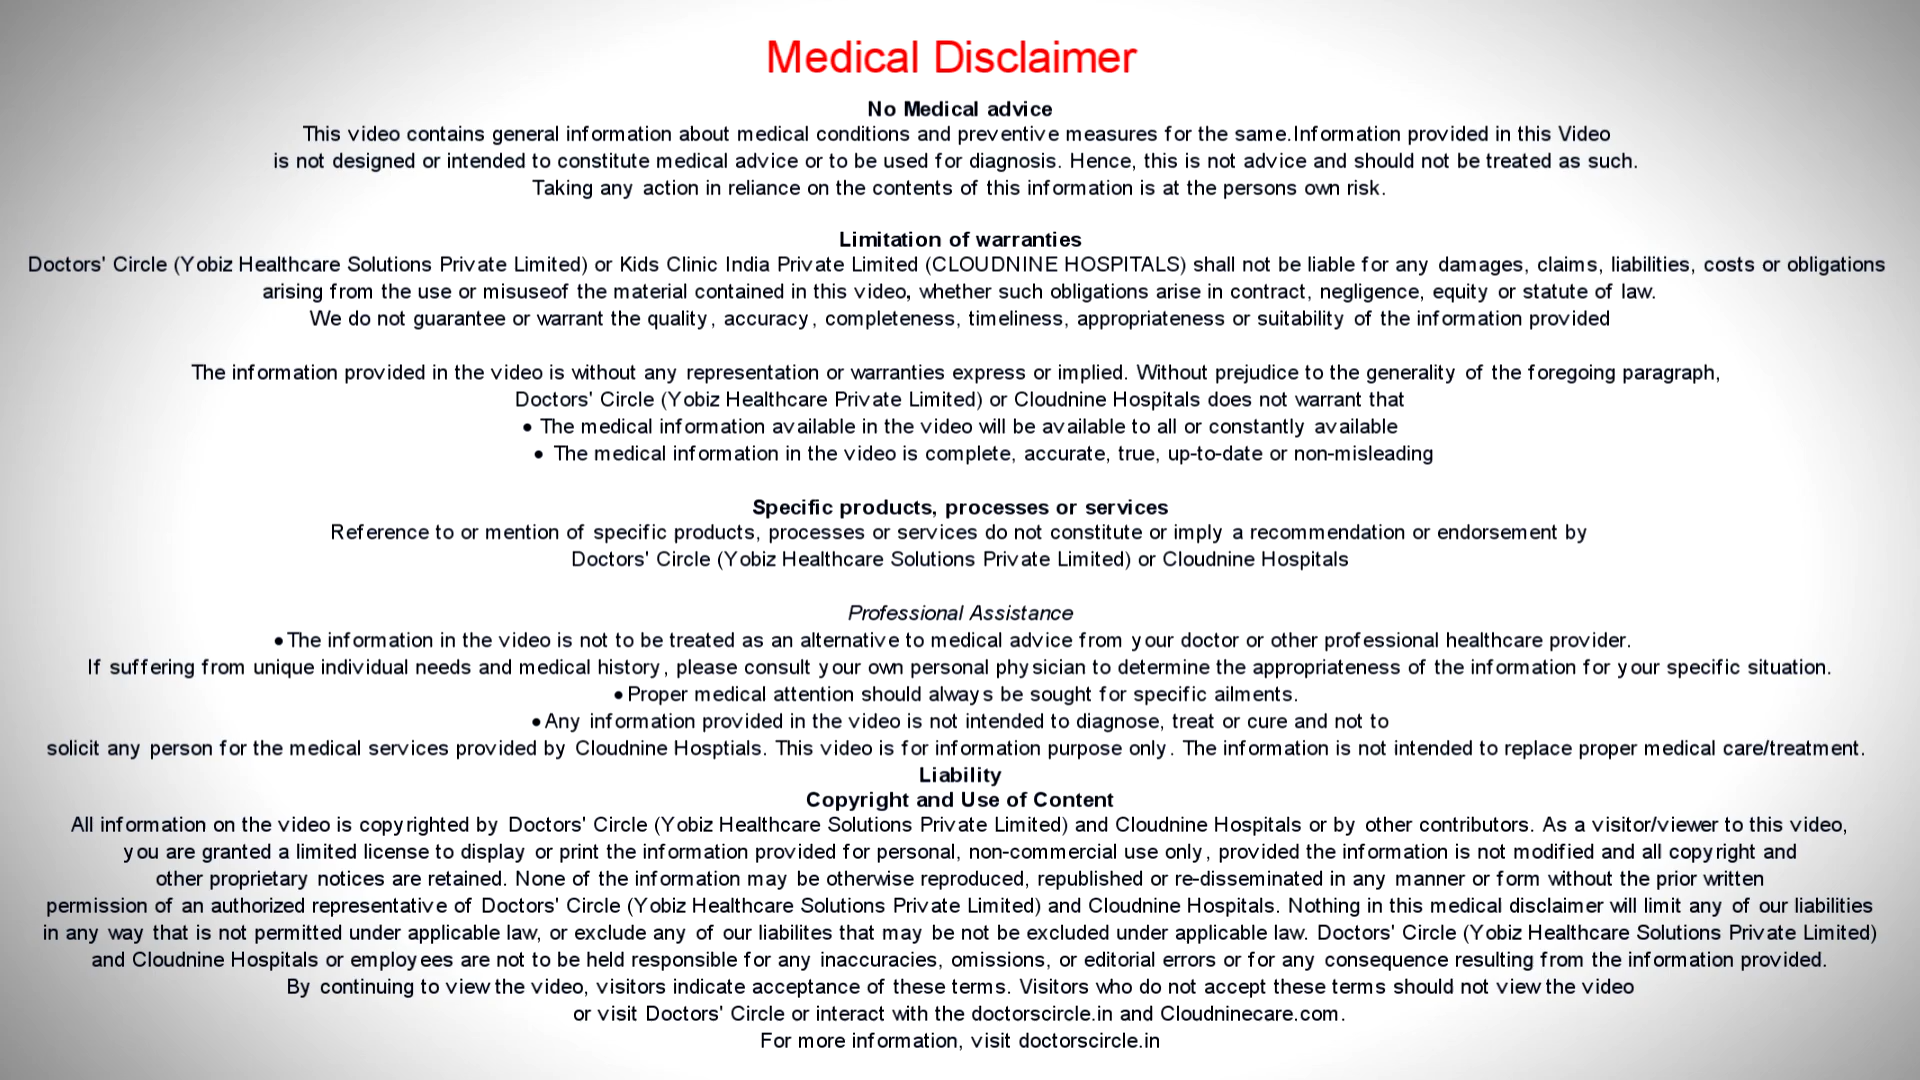 Medical Disclaimer
No Medical advice
This video contains general information about medical conditions and preventive measures for the same.Information provided in this Video
is not designed or intended to constitute medical advice or to be used for diagnosis. Hence, this is not advice and should not be treated as such.
Taking any action in reliance on the contents of this information is at the persons own risk.
Limitation of warranties
Doctors' Circle (Yobiz Healthcare Solutions Private Limited) or Kids Clinic India Private Limited (CLOUDNINE HOSPITALS) shall not be liable for any damages, claims, liabilities, costs or obligations
arising from the use or misuseof the material contained in this video, whether such obligations arise in contract, negligence, equity or statute of law.
We do not guarantee or warrant the quality, accuracy, completeness, timeliness, appropriateness or suitability of the information provided
The information provided in the video is without any representation or warranties express or implied. Without prejudice to the generality of the foregoing paragraph,
Doctors' Circle (Yobiz Healthcare Private Limited) or Cloudnine Hospitals does not warrant that
• The medical information available in the video will be available to all or constantly available
• The medical information in the video is complete, accurate, true, up-to-date or non-misleading
Specific products, processes or services
Reference to or mention of specific products, processes or services do not constitute or imply a recommendation or endorsement by
Doctors' Circle (Yobiz Healthcare Solutions Private Limited) or Cloudnine Hospitals
Professional Assistance
•The information in the video is not to be treated as an alternative to medical advice from your doctor or other professional healthcare provider.
If suffering from unique individual needs and medical history, please consult your own personal physician to determine the appropriateness of the information for your specific situation.
•Proper medical attention should always be sought for specific ailments.
•Any information provided in the video is not intended to diagnose, treat or cure and not to
solicit any person for the medical services provided by Cloudnine Hosptials. This video is for information purpose only. The information is not intended to replace proper medical care/treatment.
Liability
Copyright and Use of Content
All information on the video is copyrighted by Doctors' Circle (Yobiz Healthcare Solutions Private Limited) and Cloudnine Hospitals or by other contributors. As a visitor/viewer to this video,
you are granted a limited license to display or print the information provided for personal, non-commercial use only, provided the information is not modified and all copyright and
other proprietary notices are retained. None of the information may be otherwise reproduced, republished or re-disseminated in any manner or form without the prior written
permission of an authorized representative of Doctors' Circle (Yobiz Healthcare Solutions Private Limited) and Cloudnine Hospitals. Nothing in this medical disclaimer will limit any of our liabilities
in any way that is not permitted under applicable law, or exclude any of our liabilites that may be not be excluded under applicable law. Doctors' Circle (Yobiz Healthcare Solutions Private Limited)
and Cloudnine Hospitals or employees are not to be held responsible for any inaccuracies, omissions, or editorial errors or for any consequence resulting from the information provided.
By continuing to view the video, visitors indicate acceptance of these terms. Visitors who do not accept these terms should not view the video
or visit Doctors' Circle or interact with the doctorscircle.in and Cloudninecare.com.
For more information, visit doctorscircle.in